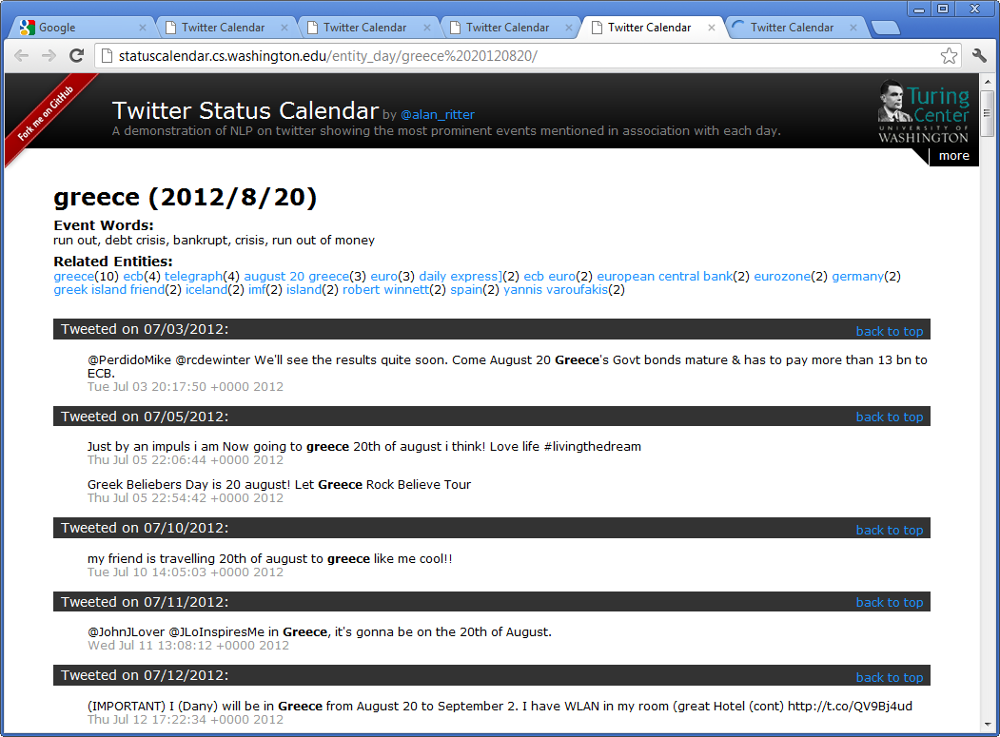 Google
Twitter Calendar
Twitter Calendar
Twitter Calendar
Twitter Calendar
Twitter Calendar
statuscalendar.cs.washington.edu/entity_day/greece%2020120820/
Fork me on GitHub
Twitter Status Calendar by @alan_ritter
A demonstration of NLP on twitter showing the most prominent events mentioned in association with each day.
Turing
Center
UNIVERSITY OF
WASHINGTON
more
greece (2012/8/20)
Event Words:
run out, debt crisis, bankrupt, crisis, run out of money
Related Entities:
greece(10) ecb(4) telegraph(4) august 20 greece(3) euro(3) daily express](2) ecb euro(2) european central bank(2) eurozone(2) germany(2)
greek island friend(2) iceland(2) imf(2) island(2) robert winnett(2) spain(2) yannis varoufakis(2)
Tweeted on 07/03/2012:
back to top
@PerdidoMike @rcdewinter We'll see the results quite soon. Come August 20 Greece's Govt bonds mature & has to pay more than 13 bn to
ECB.
Tue Jul 03 20:17:50 +0000 2012
Tweeted on 07/05/2012:
back to top
Just by an impuls i am Now going to greece 20th of august i think! Love life #livingthedream
Thu Jul 05 22:06:44 +0000 2012
Greek Beliebers Day is 20 august! Let Greece Rock Believe Tour
Thu Jul 05 22:54:42 +0000 2012
Tweeted on 07/10/2012:
back to top
my friend is travelling 20th of august to greece like me cool!!
Tue Jul 10 14:05:03 +0000 2012
Tweeted on 07/11/2012:
back to top
@JohnJLover @JLoInspiresMe in Greece, it's gonna be on the 20th of August.
Wed Jul 11 13:08:12 +0000 2012
Tweeted on 07/12/2012:
back to top
(IMPORTANT) I (Dany) will be in Greece from August 20 to September 2. I have WLAN in my room (great Hotel (cont) http://t.co/QV9Bj4ud
Thu Jul 12 17:22:34 +0000 2012